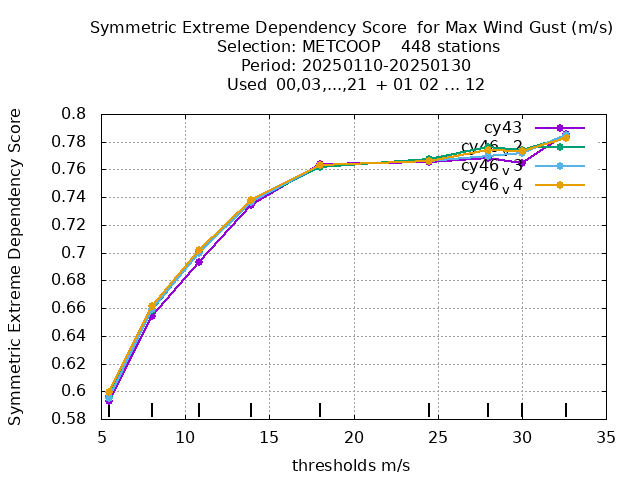 Symmetric Extreme Dependency Score  for Max Wind Gust (m/s)
Selection: METCOOP    448 stations
Period: 20250110-20250130
Used  00,03,...,21  + 01 02 ... 12
Symmetric Extreme Dependency Score
0.8
0.78
0.76
0.74
0.72
0.7
0.68
0.66
0.64
0.62
0.6
0.58
cy43
cy46_v2
cy46_v3
cy46_v4
5 10 15 20 25 30 35
thresholds m/s